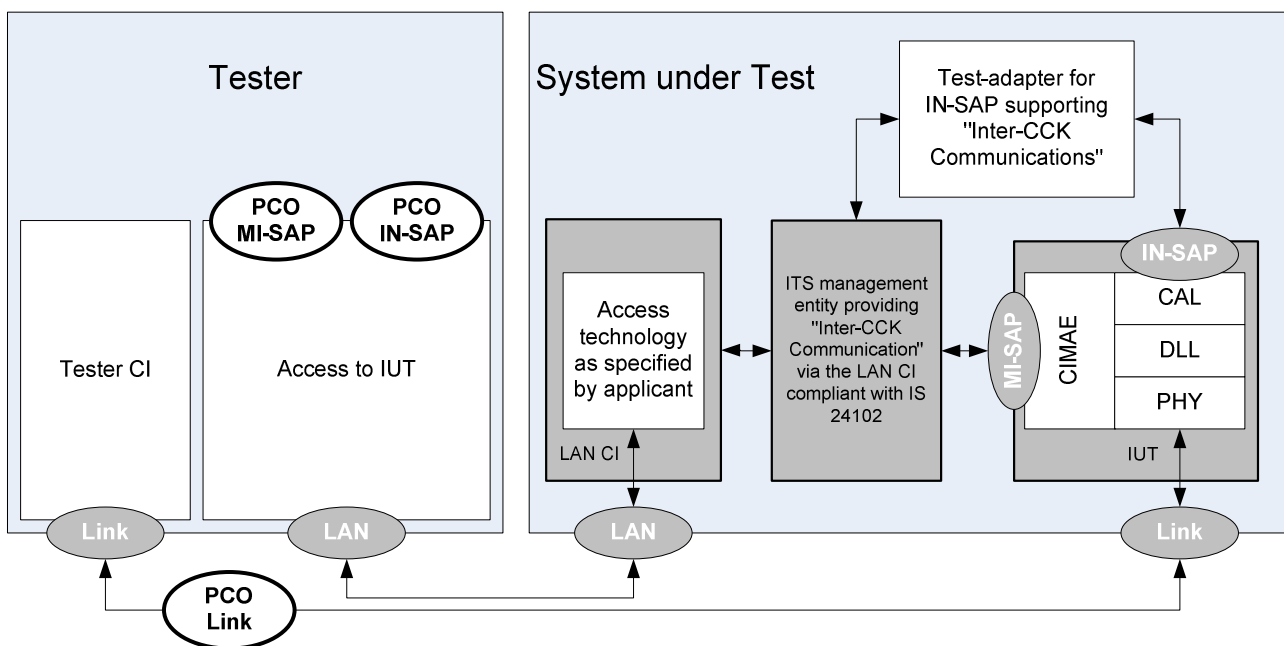 Tester
System under Test
Test-adapter for
IN-SAP supporting
"Inter-CCK
Communications"
PCO
MI-SAP
PCO
IN-SAP
Tester CI
Access to IUT
Access
technology
as specified
by applicant
LAN CI
ITS management
entity providing
"Inter-CCK
Communication"
via the LAN CI
compliant with IS
24102
MI-SAP
CIMAE
IN-SAP
CAL
DLL
PHY
IUT
Link
LAN
LAN
Link
PCO
Link